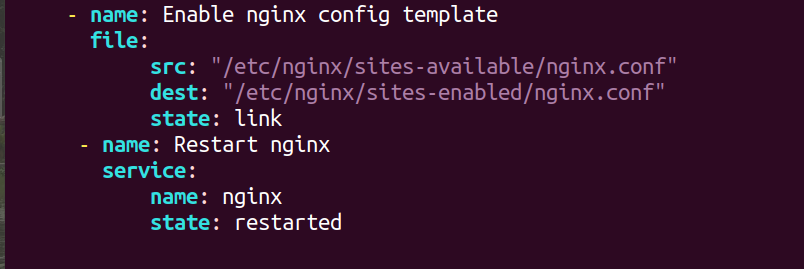 - name: Enable nginx config template
file:
src: "/etc/nginx/sites-available/nginx.conf"
dest: "/etc/nginx/sites-enabled/nginx.conf"
state: link
- name: Restart nginx
service:
name: nginx
state: restarted